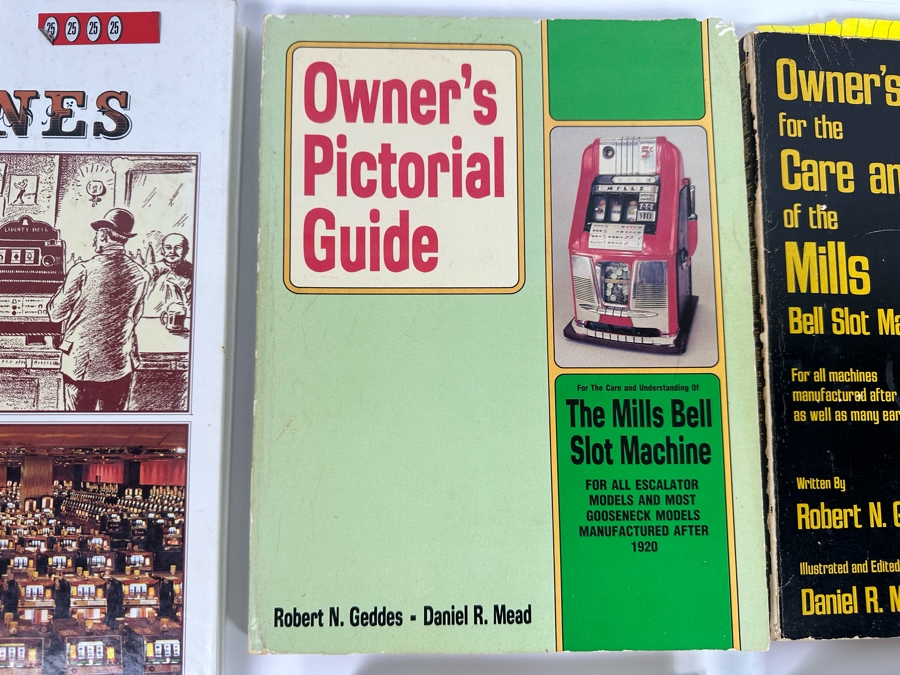 25 25 25 25
NES
LIBERTY BELL
Owner's
Pictorial
Guide
5¢
MILLS
For The Care and Understanding Of
The Mills Bell
Slot Machine
FOR ALL ESCALATOR
MODELS AND MOST
GOOSENECK MODELS
MANUFACTURED AFTER
1920
Robert N. Geddes - Daniel R. Mead
Owner's
for the
Care an
of the
Mills
Bell Slot Ma
For all machines
manufactured after
as well as many ear
Written By
Robert N. G
Illustrated and Edited
Daniel R. M